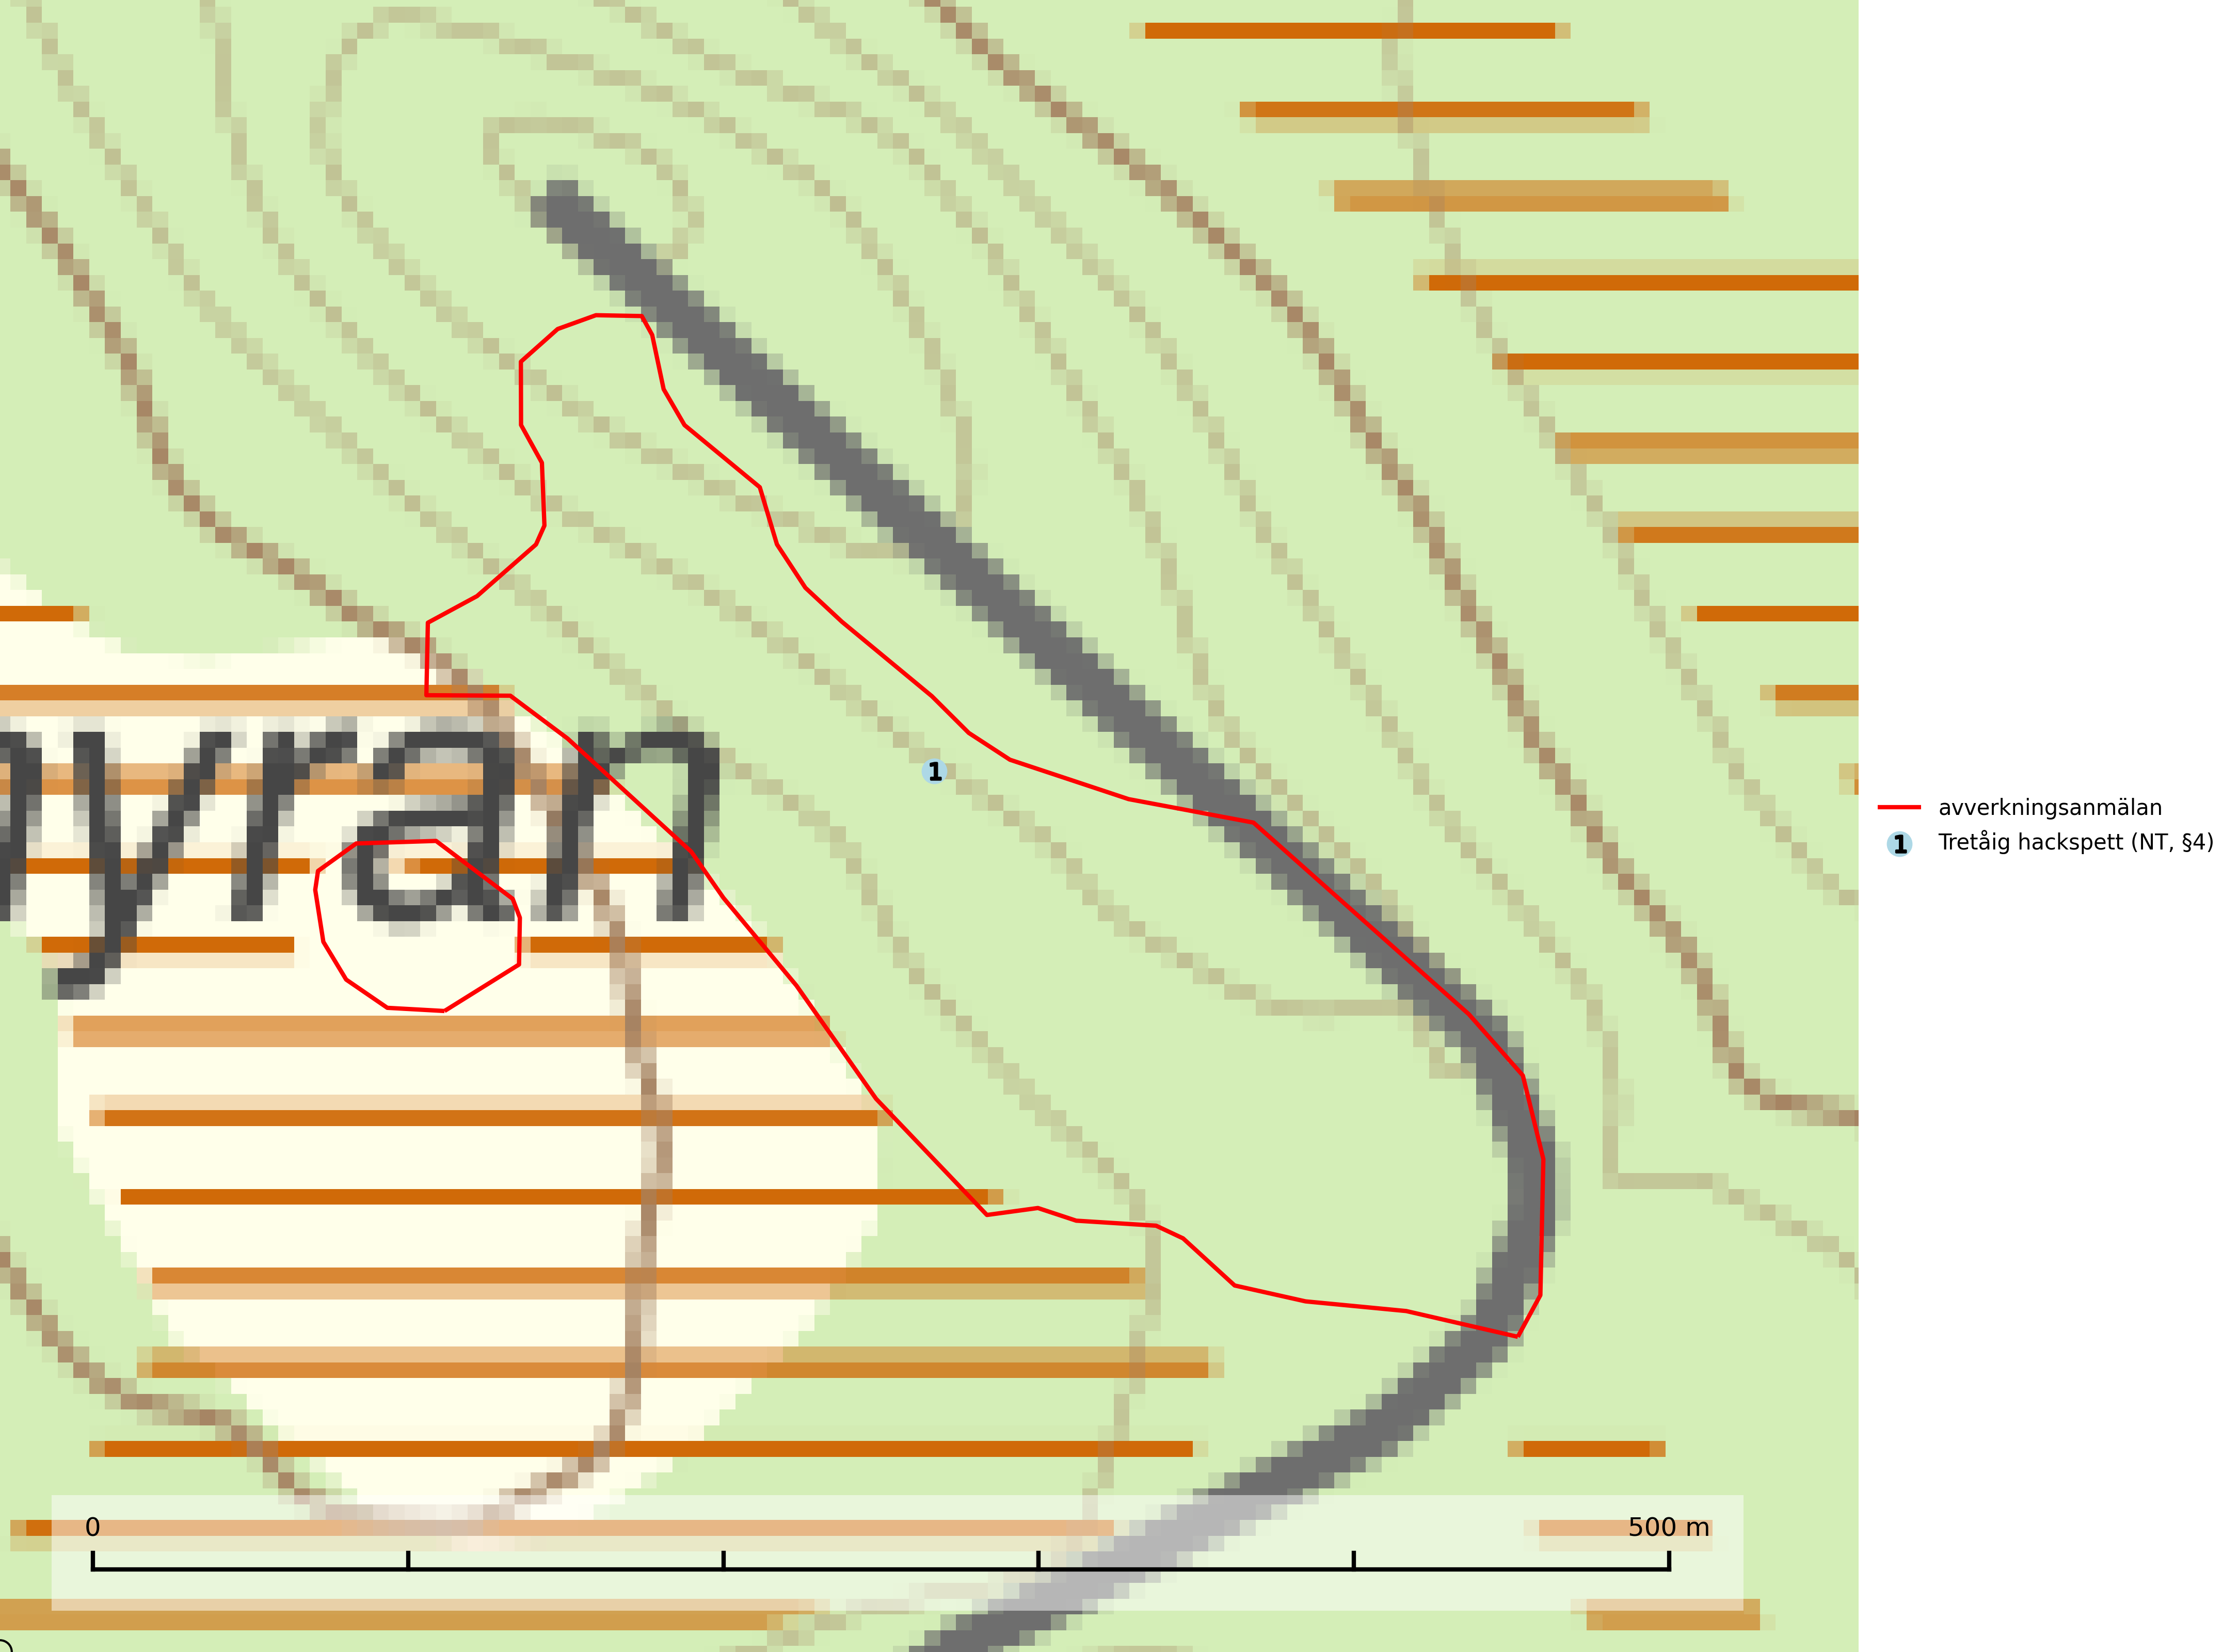 yran
avverkningsanmälan
1 Tretåig hackspett (NT, §4)
1
0 500 m